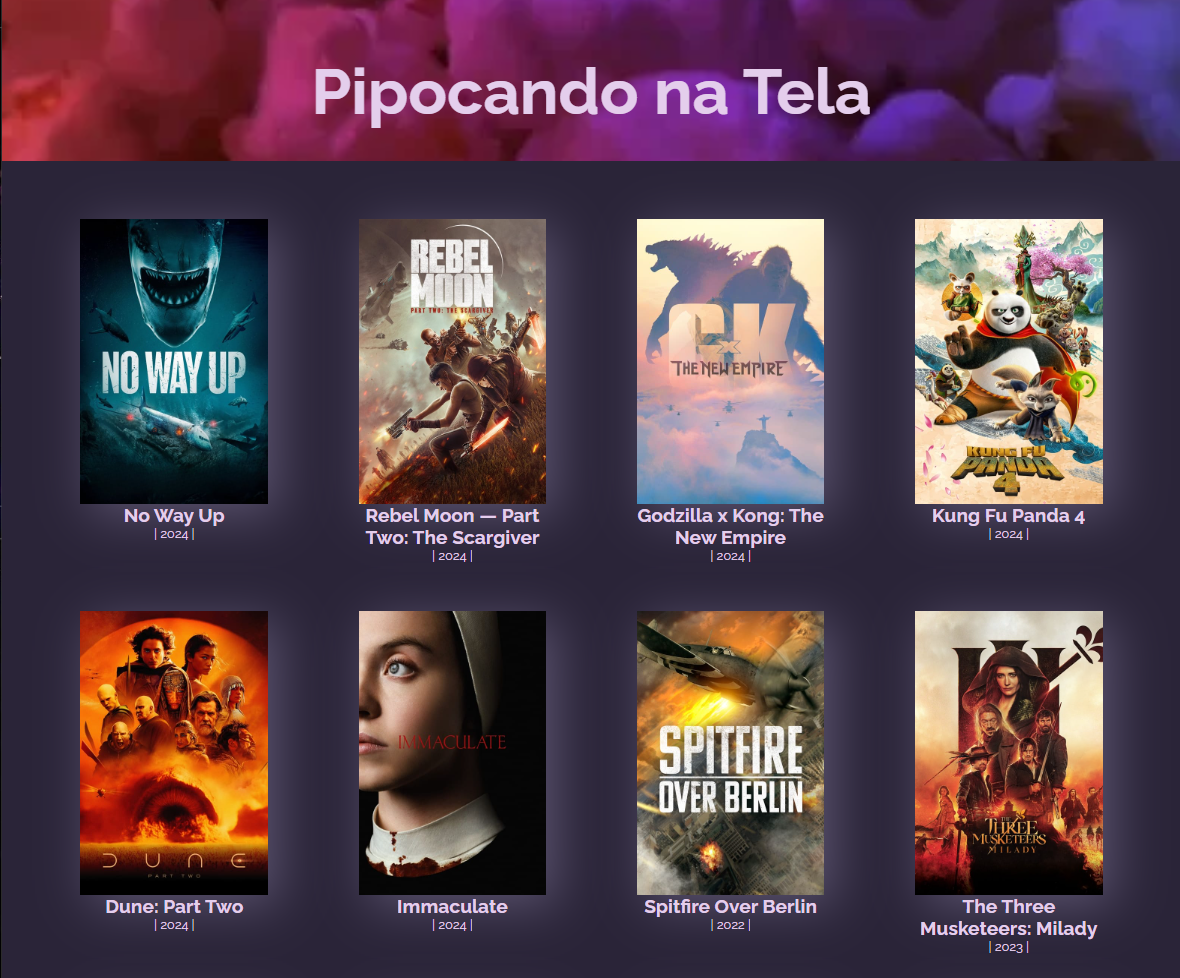 Pipocando na Tela
NO WAY UP
No Way Up
| 2024 |
REBEL
MOON
PART TWO: THE SCARGIVER
Rebel Moon — Part
Two: The Scargiver
| 2024 |
GK
THE NEW EMPIRE
Godzilla x Kong: The
New Empire
| 2024 |
KUNG FU
PANDA
4
Kung Fu Panda 4
| 2024 |
DUNE
PART TWO
Dune: Part Two
| 2024 |
IMMACULATE
Immaculate
| 2024 |
SPITFIRE
OVER BERLIN
Spitfire Over Berlin
| 2022 |
THE
THREE
MUSKETEERS
MILADY
The Three
Musketeers: Milady
| 2023 |